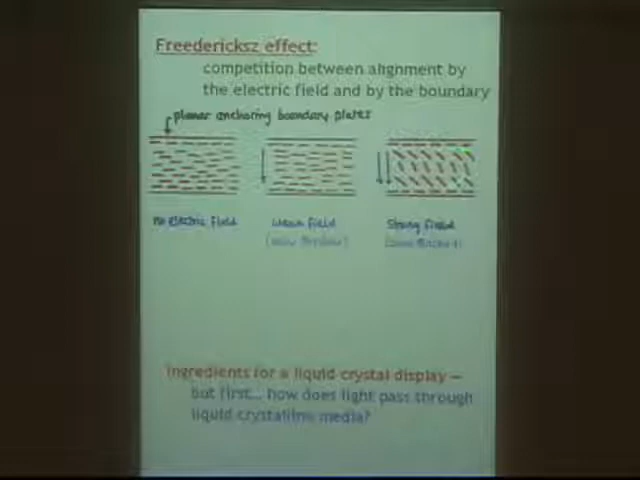 Freedericksz effect:
competition between alignment by
the electric field and by the boundary
planar anchoring boundary plates
no electric field
weak field
strong field
Ingredients for a liquid crystal display –
but first... how does light pass through
liquid crystalline media?